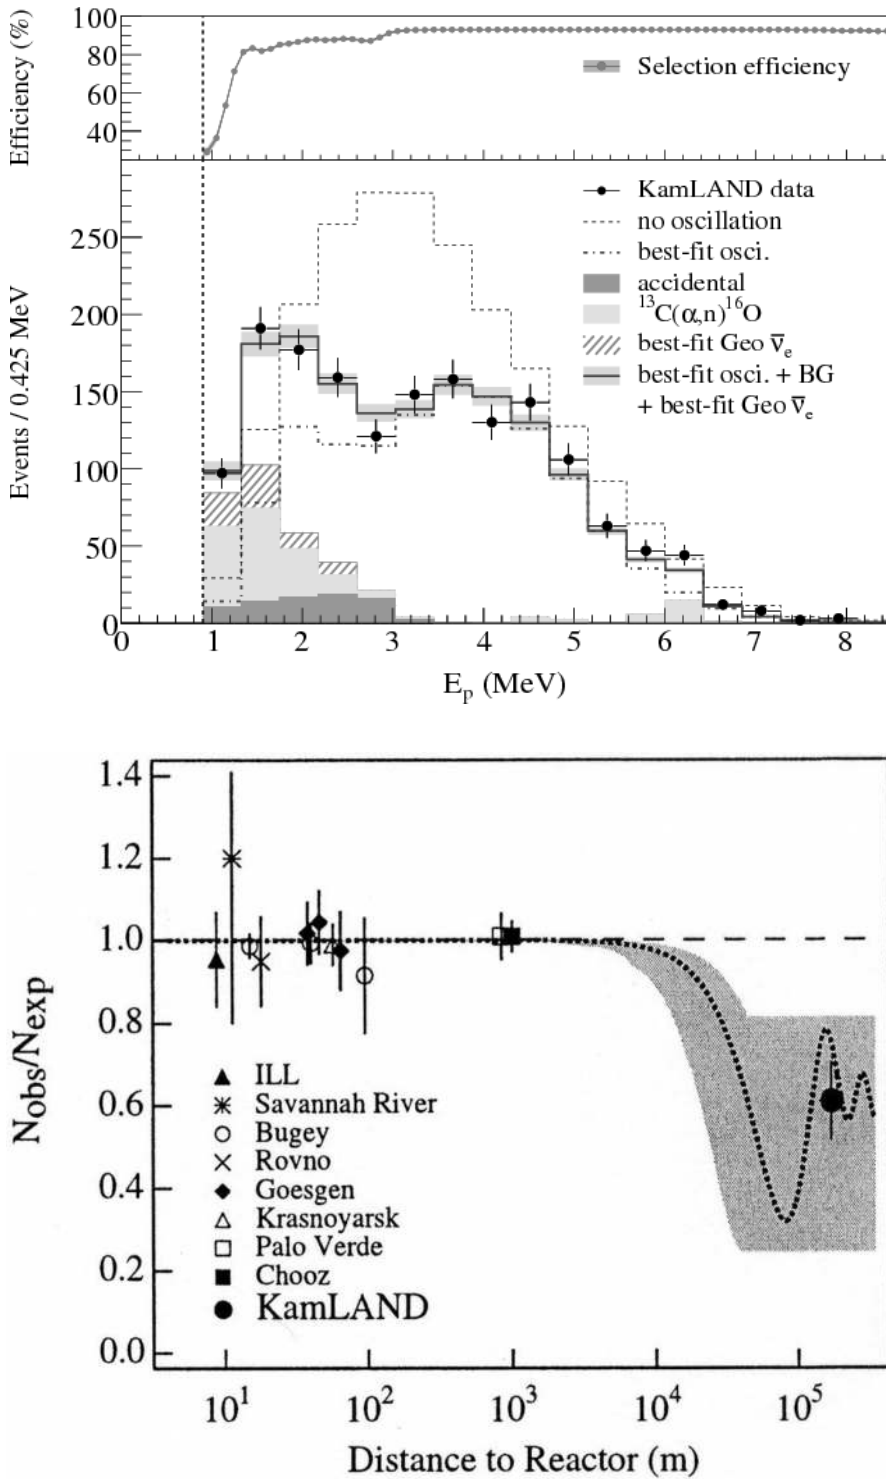 Efficiency (%)
100
80
60
40
Selection efficiency
Events / 0.425 MeV
250
200
150
100
50
0
KamLAND data
no oscillation
best-fit osci.
accidental
¹³C(α,n)¹⁶O
best-fit Geo ν̅ₑ
best-fit osci. + BG
+ best-fit Geo ν̅ₑ
0 1 2 3 4 5 6 7 8
Eₚ (MeV)
Nobs/Nexp
1.4
1.2
1.0
0.8
0.6
0.4
0.2
0.0
ILL
Savannah River
Bugey
Rovno
Goesgen
Krasnoyarsk
Palo Verde
Chooz
KamLAND
10¹ 10² 10³ 10⁴ 10⁵
Distance to Reactor (m)